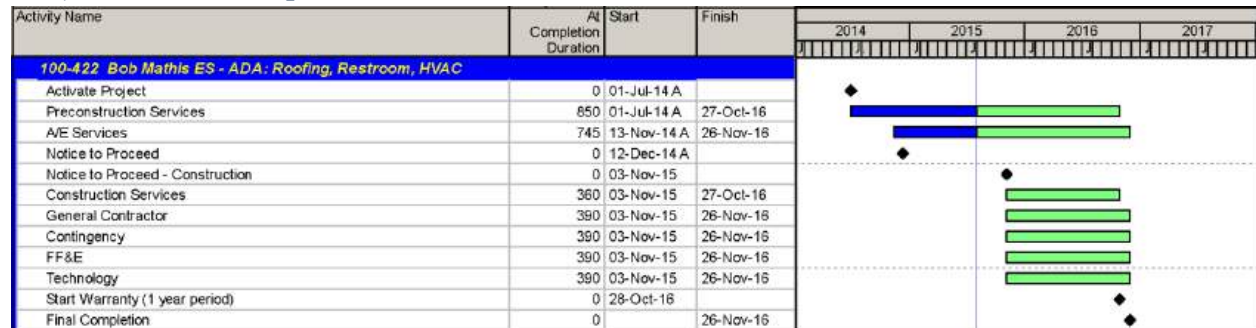 Activity Name At Start Finish
Completion 2014 2015 2016 2017
Duration J J J J
100-422 Bob Mathis ES - ADA: Roofing, Restroom, HVAC
Activate Project 0 01-Jul-14 A
Preconstruction Services 850 01-Jul-14 A 27-Oct-16
A/E Services 745 13-Nov-14 A 26-Nov-16
Notice to Proceed 0 12-Dec-14 A
Notice to Proceed - Construction 0 03-Nov-15
Construction Services 360 03-Nov-15 27-Oct-16
General Contractor 390 03-Nov-15 26-Nov-16
Contingency 390 03-Nov-15 26-Nov-16
FF&E 390 03-Nov-15 26-Nov-16
Technology 390 03-Nov-15 26-Nov-16
Start Warranty (1 year period) 0 28-Oct-16
Final Completion 0 26-Nov-16